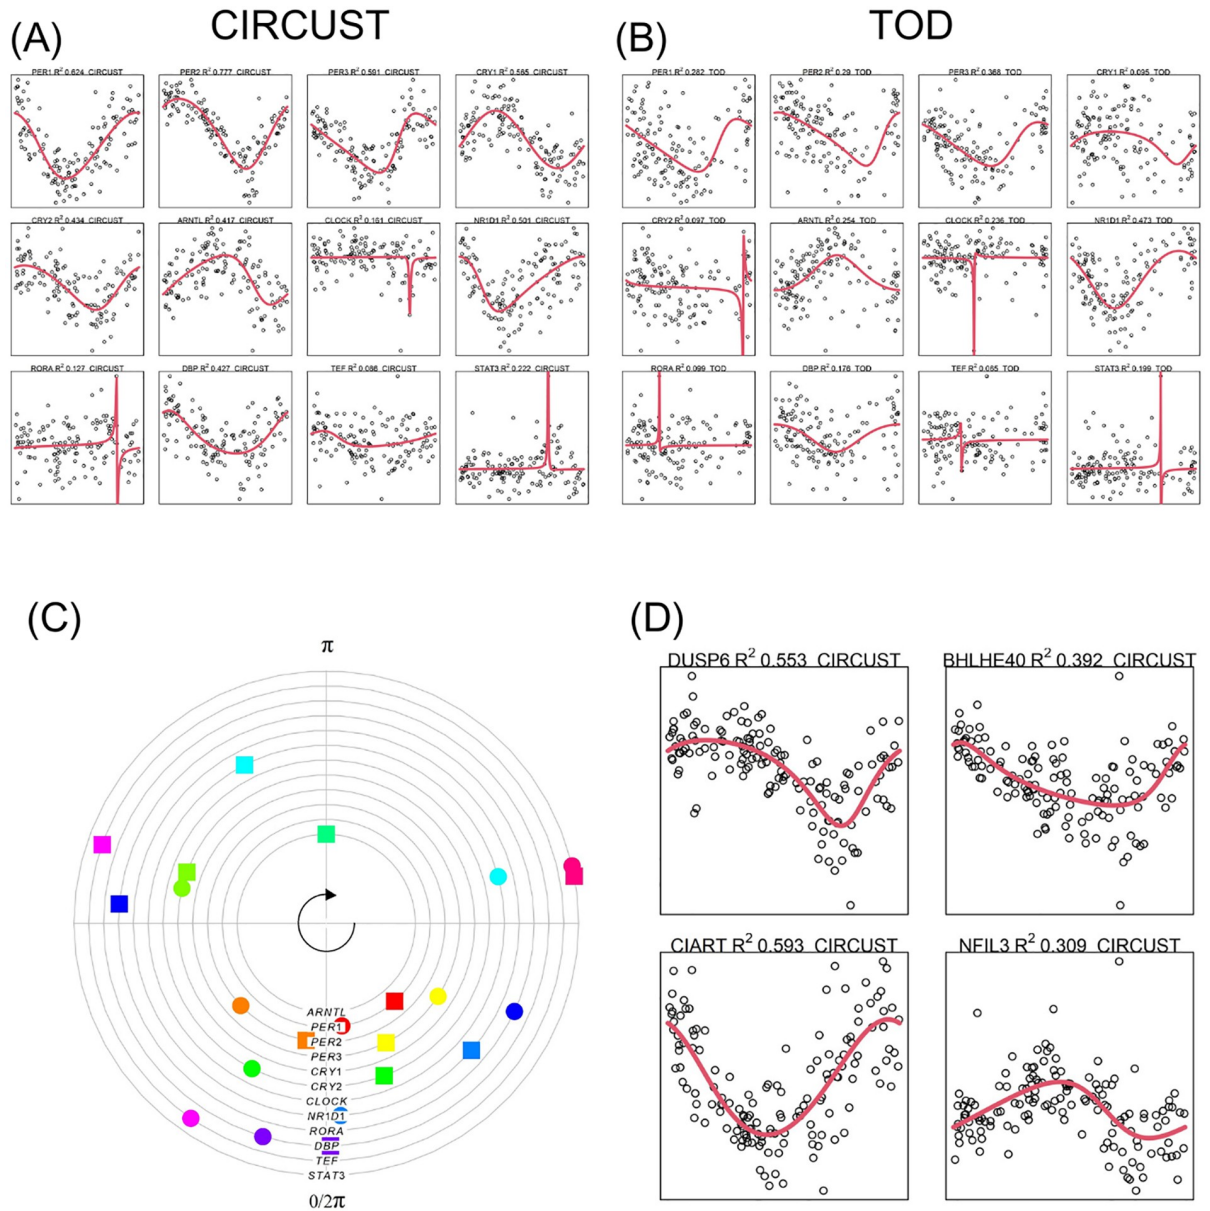 (A) CIRCUST
PER1 R² 0.624 CIRCUST
PER2 R² 0.777 CIRCUST
PER3 R² 0.591 CIRCUST
CRY1 R² 0.565 CIRCUST
CRY2 R² 0.434 CIRCUST
ARNTL R² 0.417 CIRCUST
CLOCK R² 0.161 CIRCUST
NR1D1 R² 0.501 CIRCUST
RORA R² 0.127 CIRCUST
DBP R² 0.427 CIRCUST
TEF R² 0.086 CIRCUST
STAT3 R² 0.222 CIRCUST
(B) TOD
PER1 R² 0.282 TOD
PER2 R² 0.29 TOD
PER3 R² 0.368 TOD
CRY1 R² 0.095 TOD
CRY2 R² 0.097 TOD
ARNTL R² 0.254 TOD
CLOCK R² 0.236 TOD
NR1D1 R² 0.473 TOD
RORA R² 0.099 TOD
DBP R² 0.176 TOD
TEF R² 0.065 TOD
STAT3 R² 0.199 TOD
(C)
π
ARNTL
PER1
PER2
PER3
CRY1
CRY2
CLOCK
NR1D1
RORA
DBP
TEF
STAT3
0/2π
(D)
DUSP6 R² 0.553 CIRCUST
BHLHE40 R² 0.392 CIRCUST
CIART R² 0.593 CIRCUST
NFIL3 R² 0.309 CIRCUST